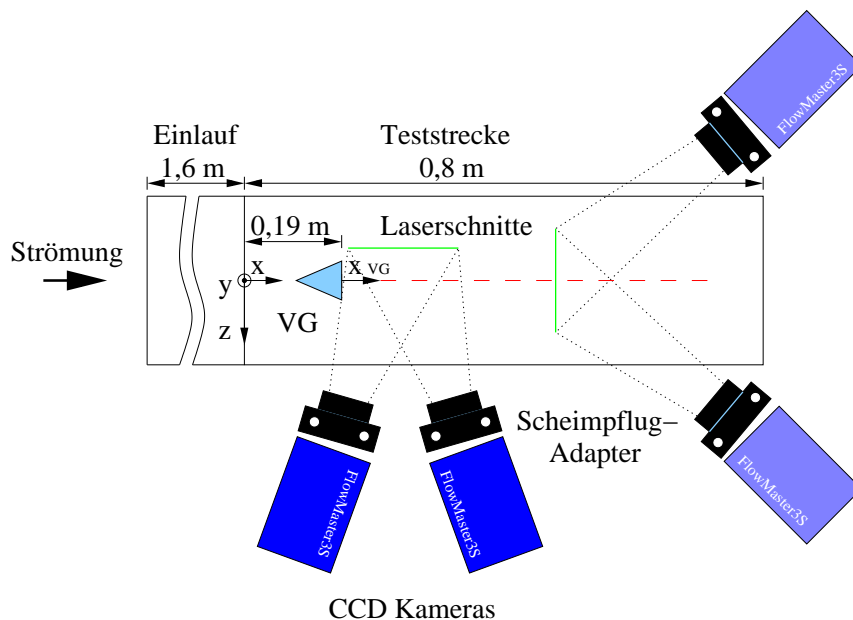 Einlauf
1,6 m
Teststrecke
0,8 m
0,19 m
Laserschnitte
Strömung
x
x VG
y
z
VG
Scheimpflug–
Adapter
FlowMaster3S
FlowMaster3S
FlowMaster3S
FlowMaster3S
CCD Kameras